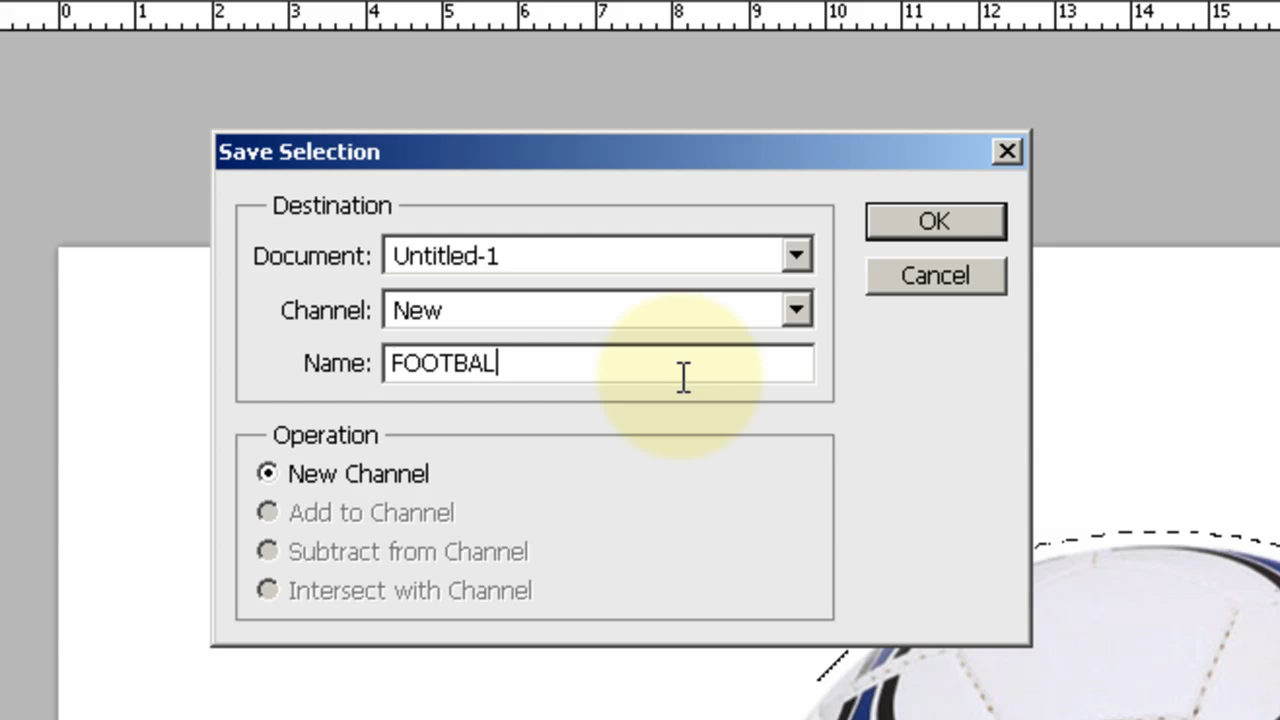 0 1 2 3 4 5 6 7 8 9 10 11 12 13 14 15
Save Selection
Destination
OK
Document: Untitled-1
Cancel
Channel: New
Name: FOOTBAL
Operation
New Channel
Add to Channel
Subtract from Channel
Intersect with Channel